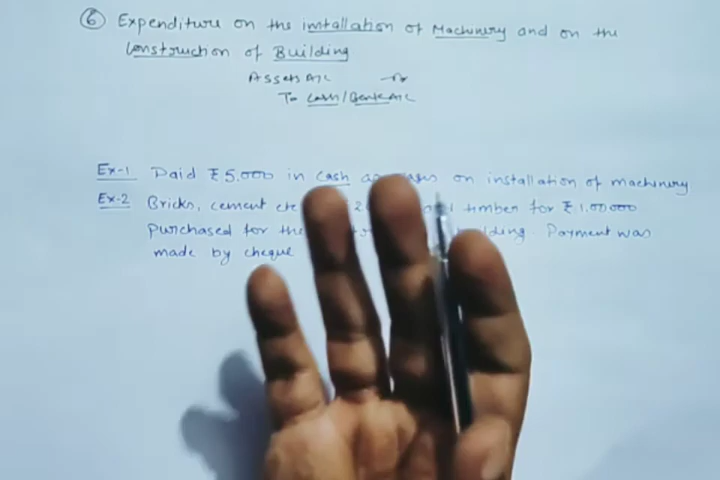 ⑥ Expenditure on the imtallation of Machinery and on the
Construction of Building
Assets A/c Dr
To Cash/Bank A/c
Ex-1 Paid ₹5,000 in cash as on installation of machinery
Ex-2 Bricks, cement etc timber for ₹1,00,000
purchased for the Payment was
made by cheque